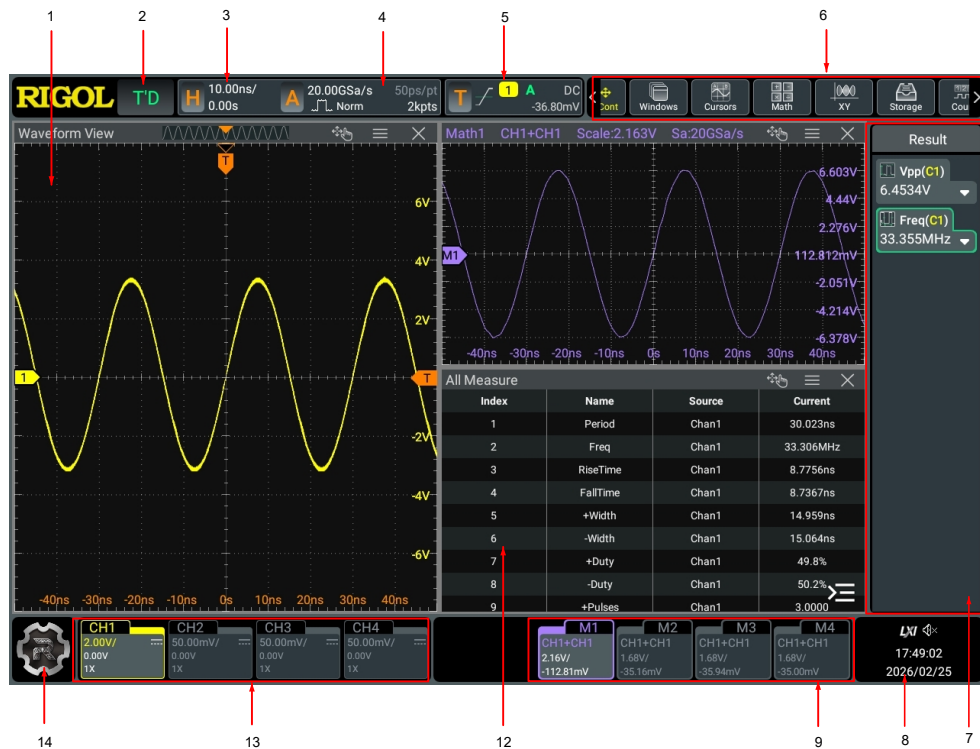 1 2 3 4 5 6
RIGOL T'D H 10.00ns/ 0.00s A 20.00GSa/s 50ps/pt Norm 2kpts T 1 A DC -36.80mV Cont Windows Cursors Math XY Storage Cou
Waveform View
T
6V
4V
2V
1 T
-2V
-4V
-6V
-40ns -30ns -20ns -10ns 0s 10ns 20ns 30ns 40ns
Math1 CH1+CH1 Scale:2.163V Sa:20GSa/s
6.603V
4.44V
2.276V
M1 112.812mV
-2.051V
-4.214V
-6.378V
-40ns -30ns -20ns -10ns 0s 10ns 20ns 30ns 40ns
All Measure
Index Name Source Current
1 Period Chan1 30.023ns
2 Freq Chan1 33.306MHz
3 RiseTime Chan1 8.7756ns
4 FallTime Chan1 8.7367ns
5 +Width Chan1 14.959ns
6 -Width Chan1 15.064ns
7 +Duty Chan1 49.8%
8 -Duty Chan1 50.2%
9 +Pulses Chan1 3.0000
Result
Vpp(C1)
6.4534V
Freq(C1)
33.355MHz
R
CH1
2.00V/
0.00V
1X
CH2
50.00mV/
0.00V
1X
CH3
50.00mV/
0.00V
1X
CH4
50.00mV/
0.00V
1X
M1
CH1+CH1
2.16V/
-112.81mV
M2
CH1+CH1
1.68V/
-35.16mV
M3
CH1+CH1
1.68V/
-35.94mV
M4
CH1+CH1
1.68V/
-35.00mV
LXI
17:49:02
2026/02/25
14 13 12 9 8 7